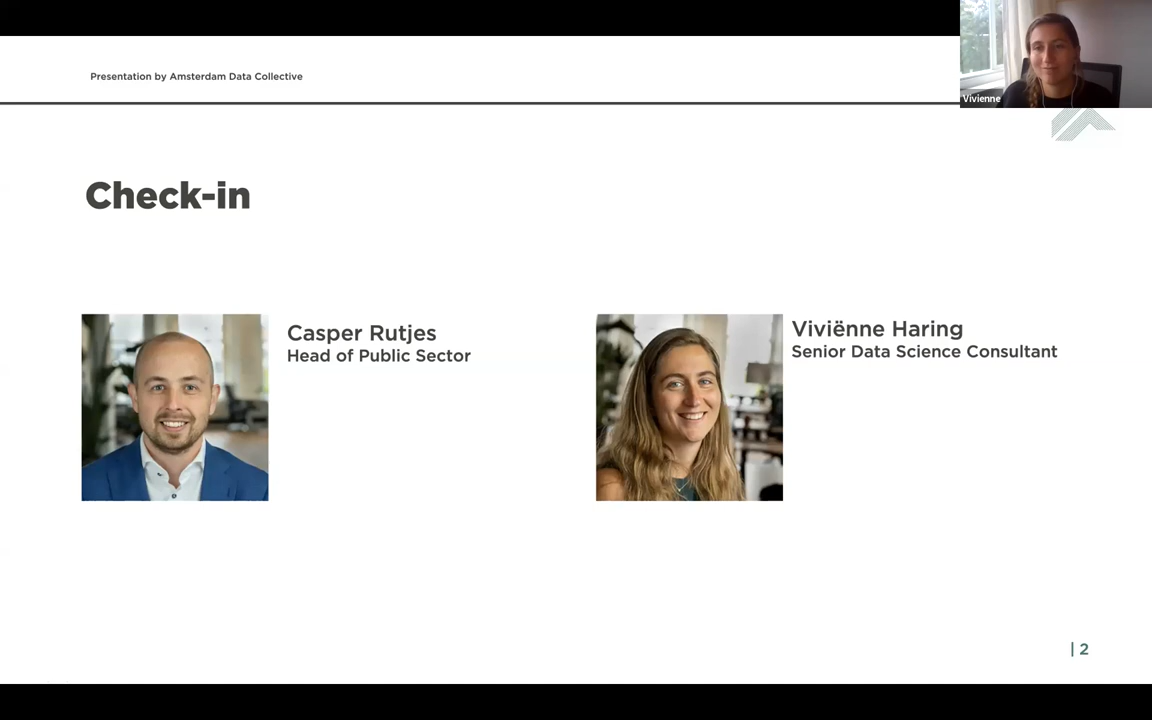 Presentation by Amsterdam Data Collective
Vivienne
Check-in
Casper Rutjes
Head of Public Sector
Viviënne Haring
Senior Data Science Consultant
| 2